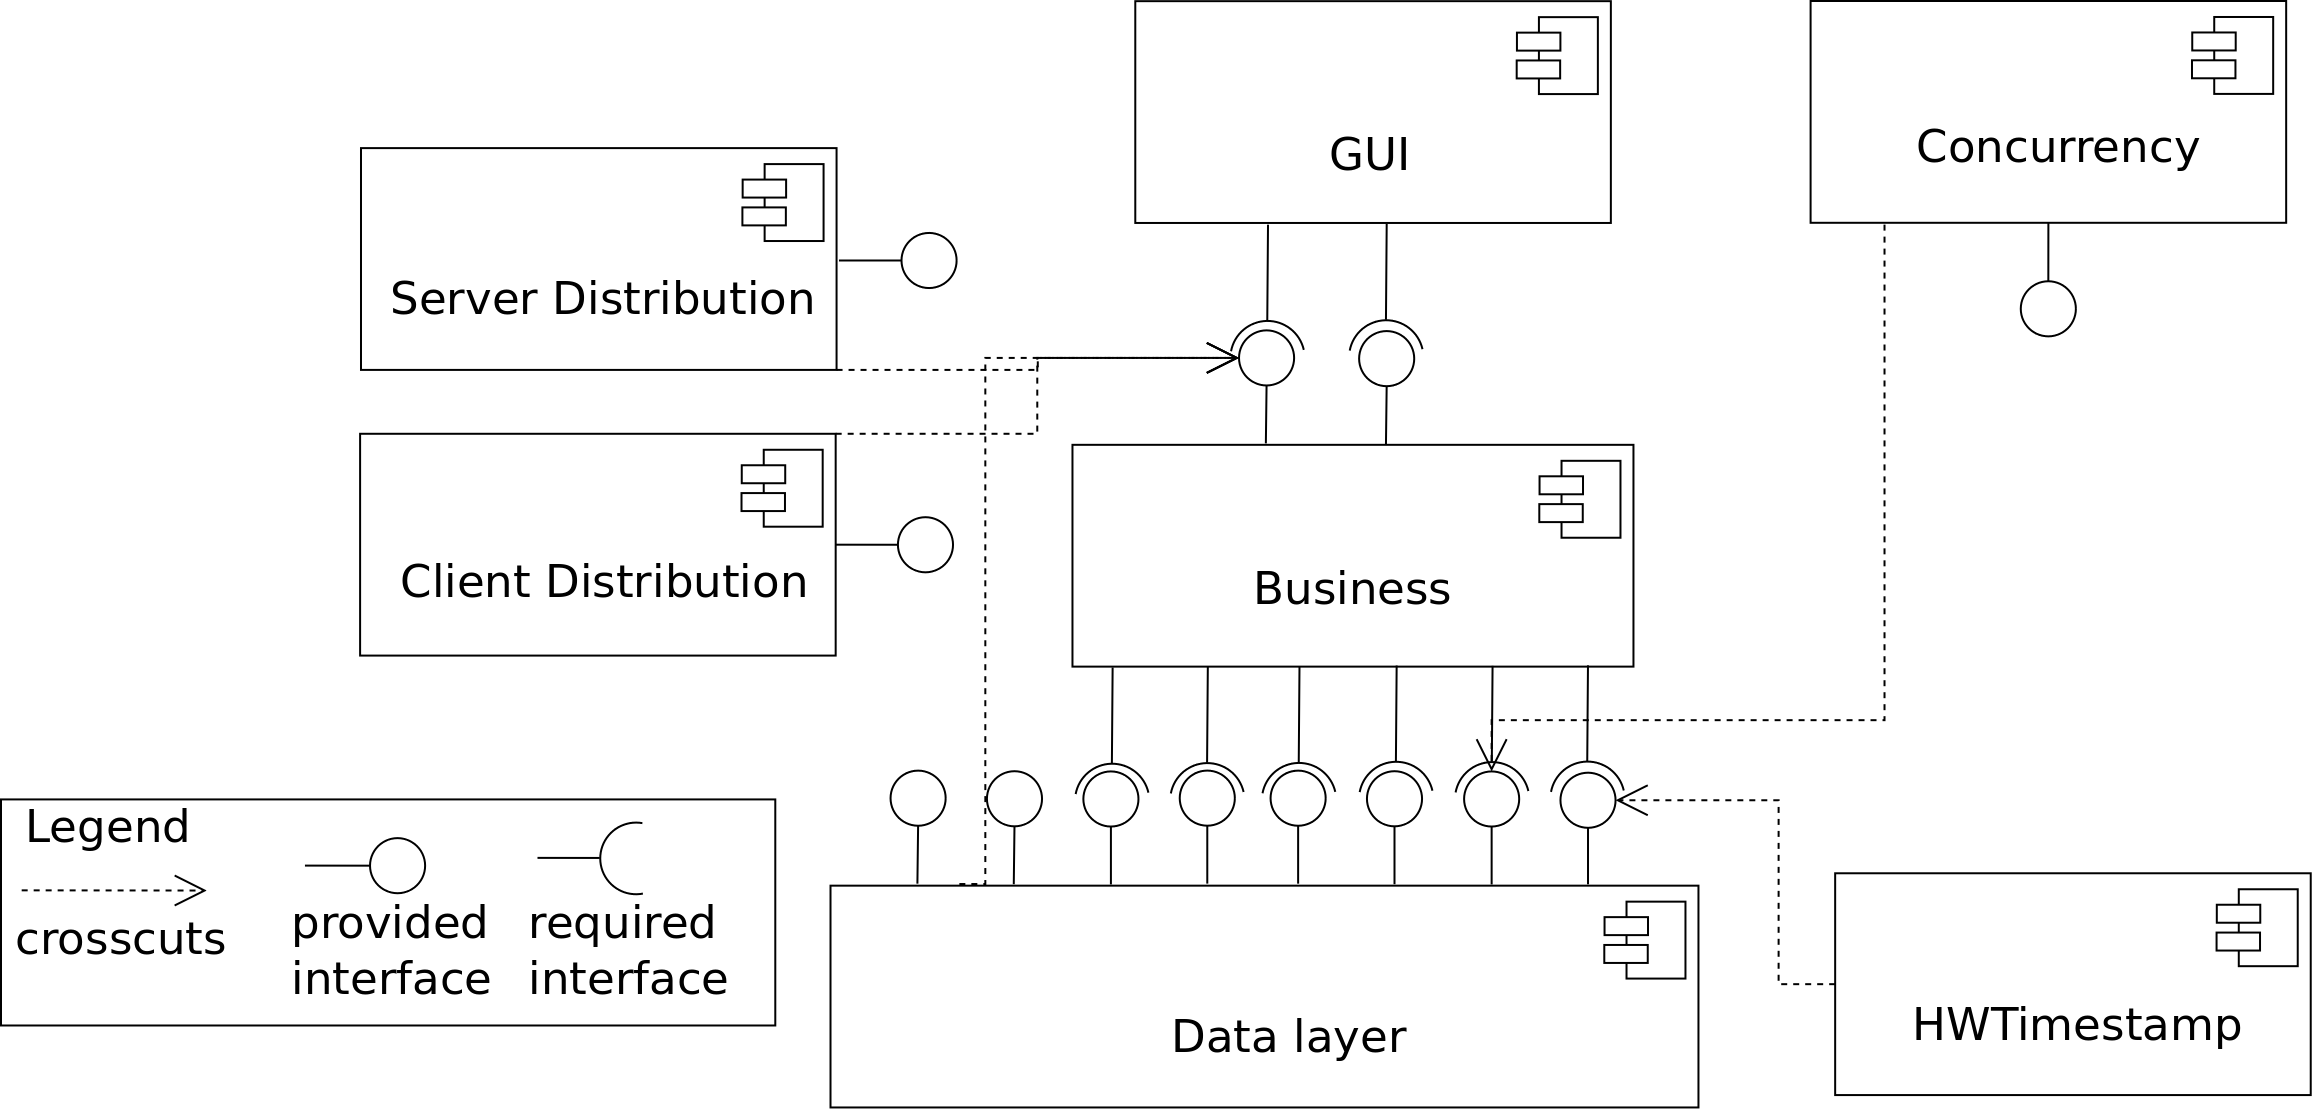 GUI
Concurrency
Server Distribution
Client Distribution
Business
Legend
crosscuts
provided
interface
required
interface
Data layer
HWTimestamp